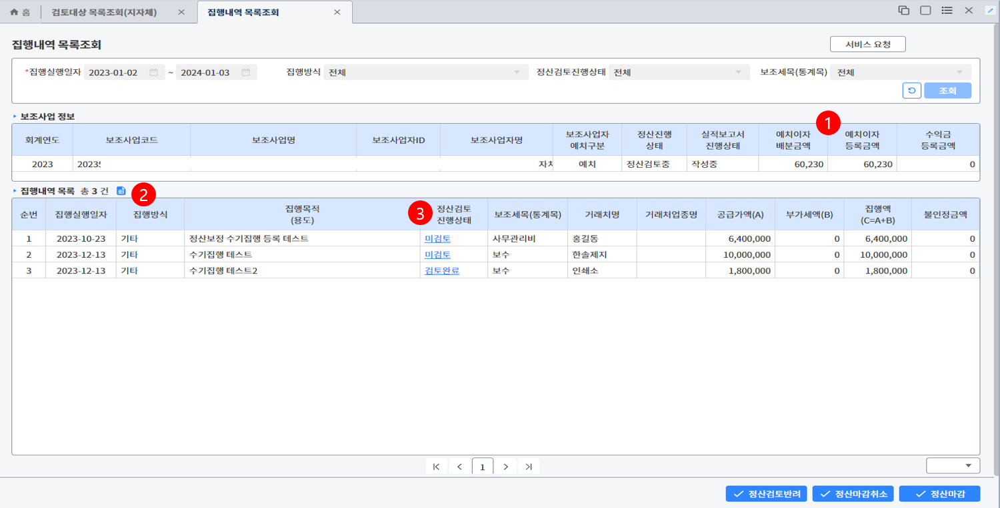 홈 검토대상 목록조회(지자체) 집행내역 목록조회
집행내역 목록조회 서비스 요청
*집행실행일자 2023-01-02 ~ 2024-01-03 집행방식 전체 정산검토진행상태 전체 보조세목(통계목) 전체
조회
보조사업 정보
회계연도 보조사업코드 보조사업명 보조사업자ID 보조사업자명 보조사업자 예치구분 정산진행 상태 실적보고서 진행상태 예치이자 배분금액 1 예치이자 등록금액 수익금 등록금액
2023 2023 자치 예치 정산검토중 작성중 60,230 60,230 0
집행내역 목록 총 3 건 2
순번 집행실행일자 집행방식 집행목적 (용도) 3 정산검토 진행상태 보조세목(통계목) 거래처명 거래처업종명 공급가액(A) 부가세액(B) 집행액 (C=A+B) 불인정금액
1 2023-10-23 기타 정산보정 수기집행 등록 테스트 미검토 사무관리비 홍길동 6,400,000 0 6,400,000 0
2 2023-12-13 기타 수기집행 테스트 미검토 보수 한솔제지 10,000,000 0 10,000,000 0
3 2023-12-13 기타 수기집행 테스트2 검토완료 보수 인쇄소 1,800,000 0 1,800,000 0
1
정산검토반려 정산마감취소 정산마감